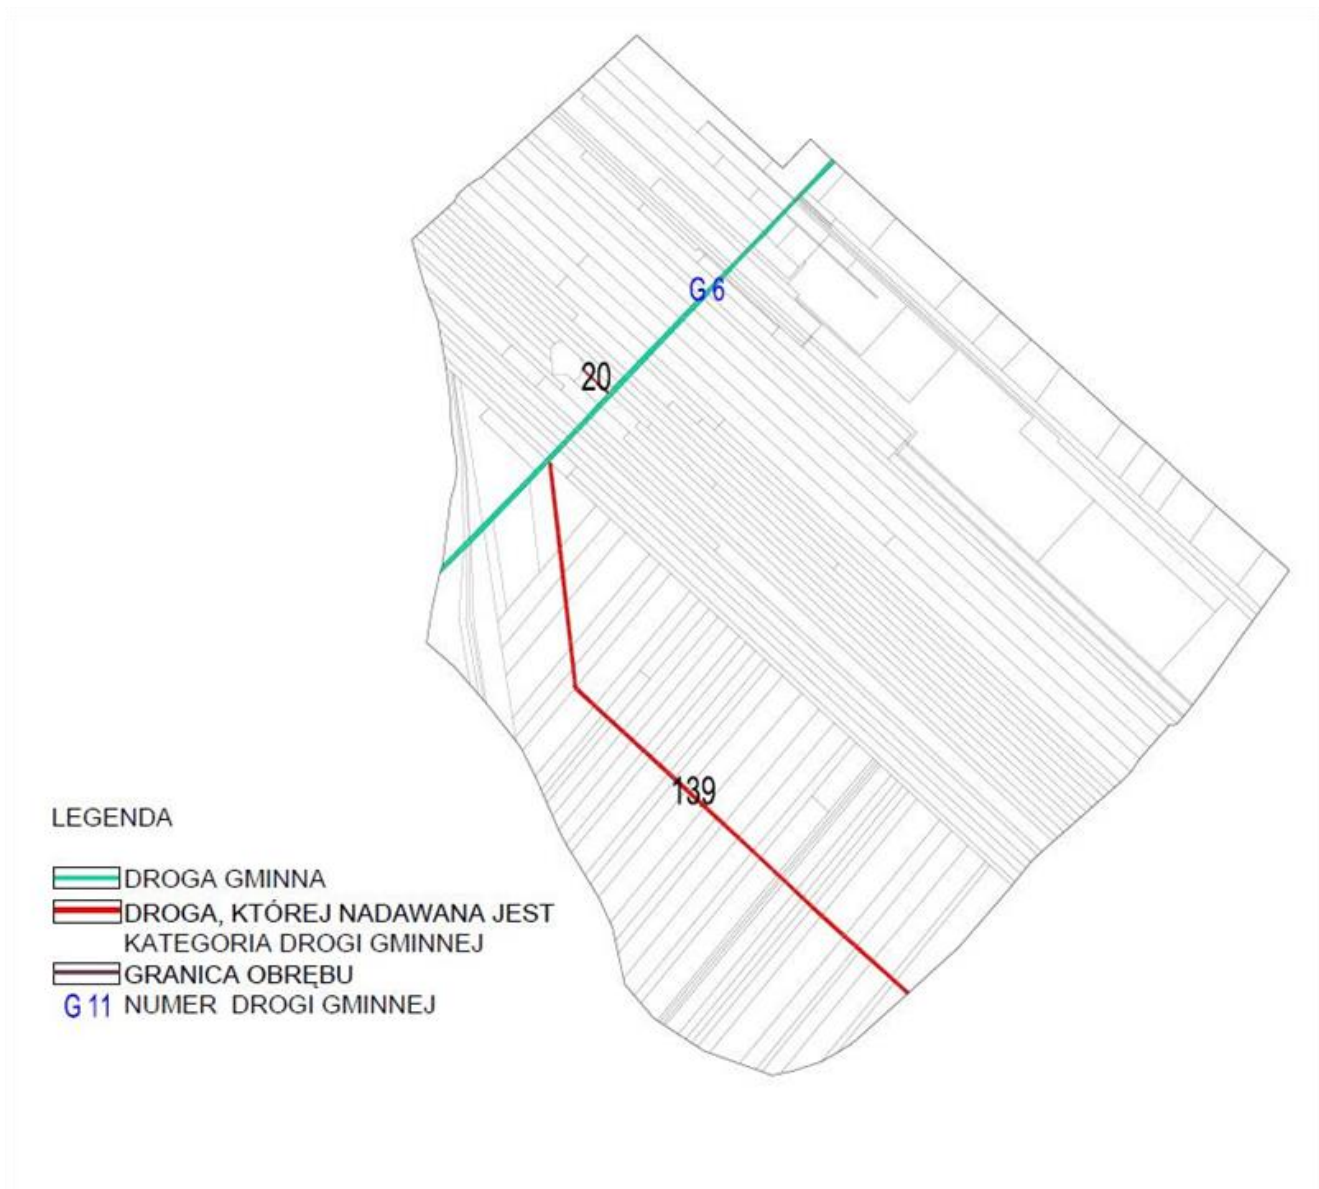 G 6
20
139
LEGENDA
DROGA GMINNA
DROGA, KTÓREJ NADAWANA JEST
KATEGORIA DROGI GMINNEJ
GRANICA OBRĘBU
G 11 NUMER DROGI GMINNEJ